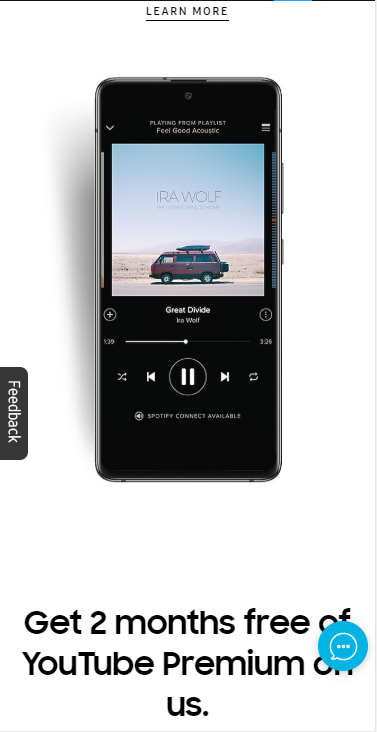 LEARN MORE
PLAYING FROM PLAYLIST
Feel Good Acoustic
IRA WOLF
Great Divide
Ira Wolf
1:39
3:26
SPOTIFY CONNECT AVAILABLE
Feedback
Get 2 months free of
YouTube Premium on
us.